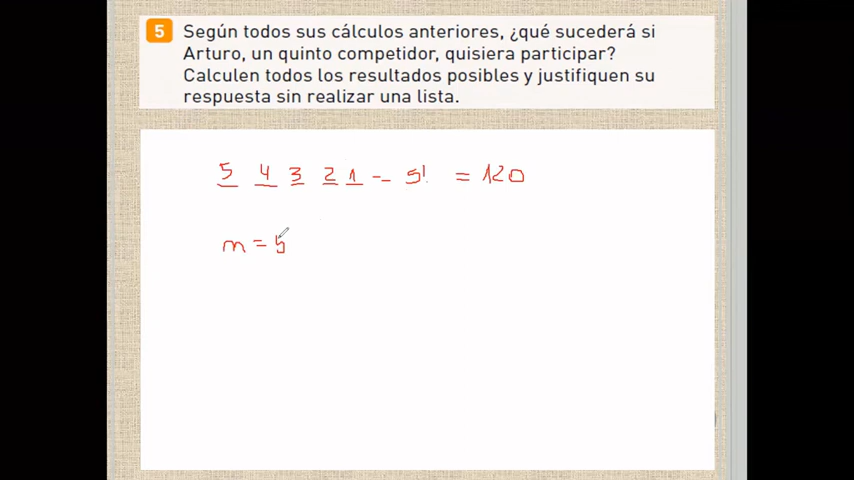 5 Según todos sus cálculos anteriores, ¿qué sucederá si
Arturo, un quinto competidor, quisiera participar?
Calculen todos los resultados posibles y justifiquen su
respuesta sin realizar una lista.
5 4 3 2 1 = 5! = 120
m = 5